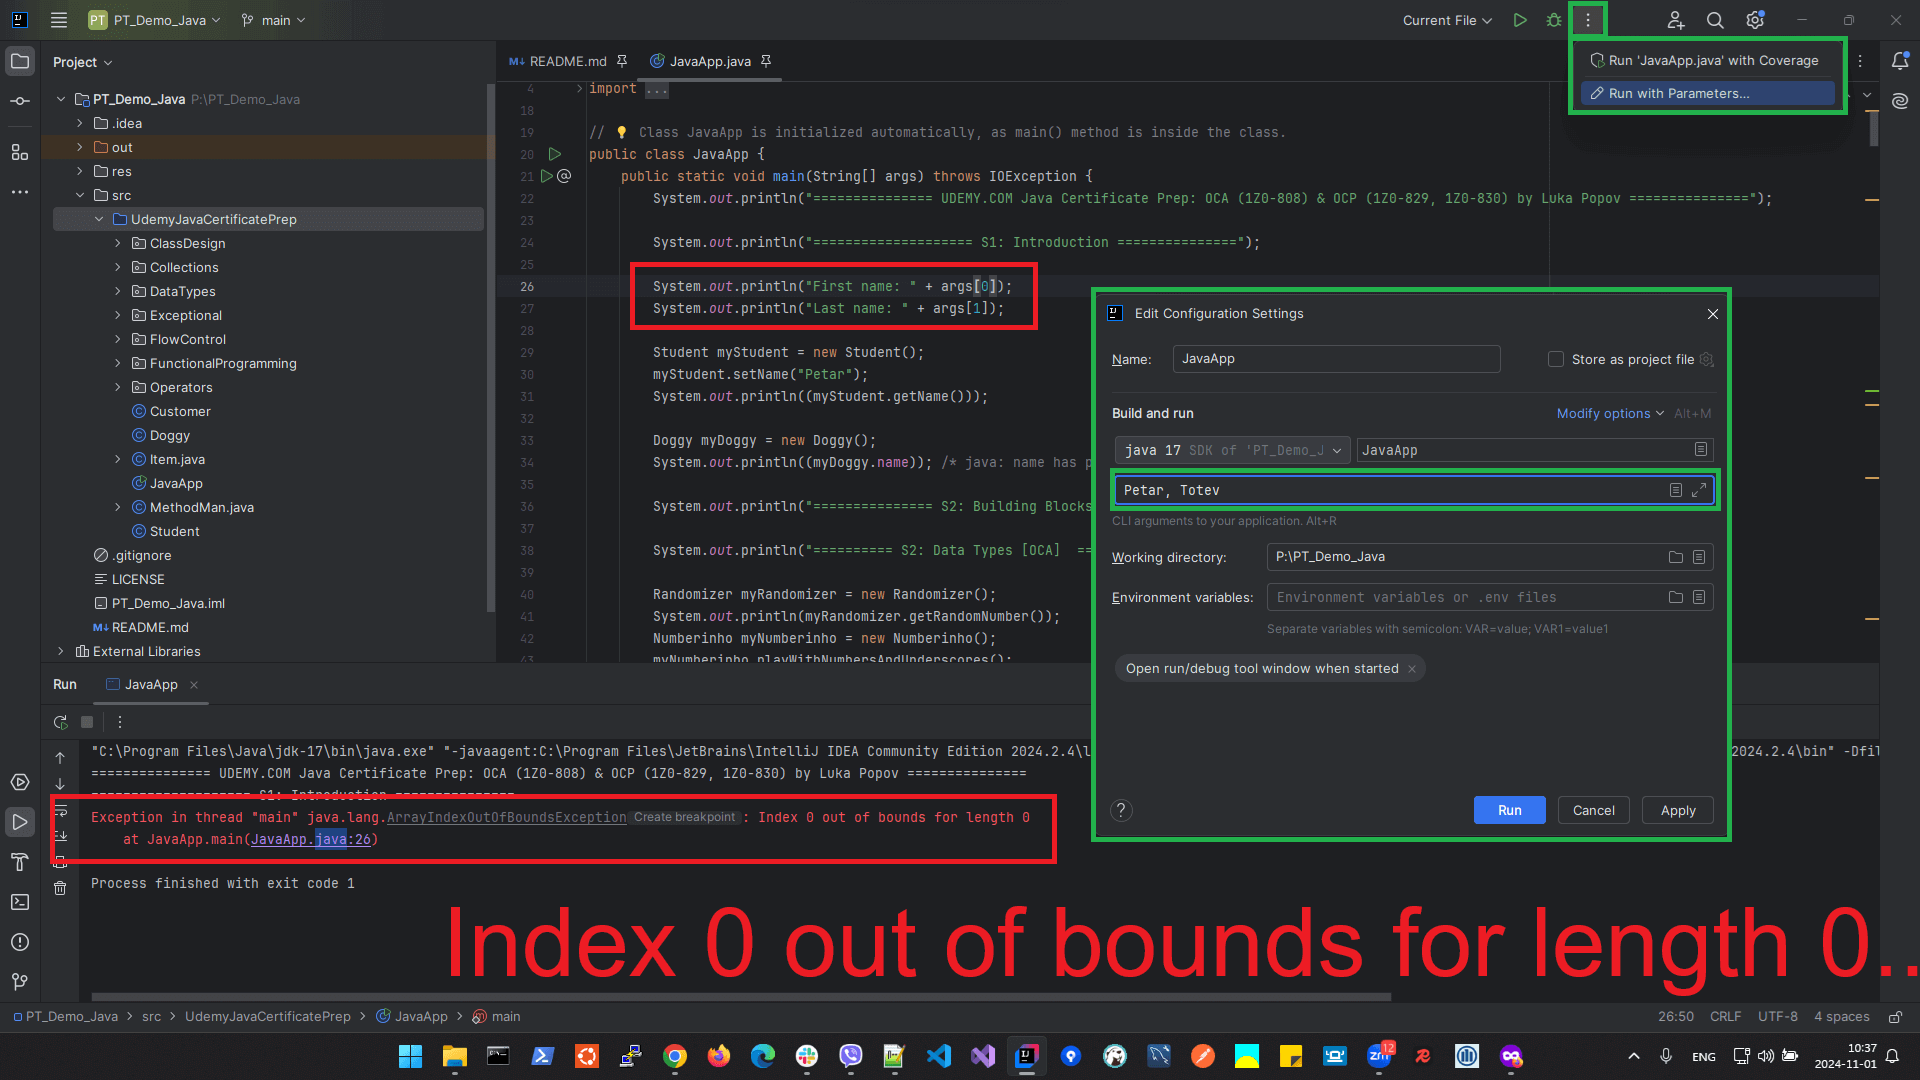 PT PT_Demo_Java main Current File
Run 'JavaApp.java' with Coverage
Run with Parameters...
Project
PT_Demo_Java P:\PT_Demo_Java
.idea
out
res
src
UdemyJavaCertificatePrep
ClassDesign
Collections
DataTypes
Exceptional
FlowControl
FunctionalProgramming
Operators
Customer
Doggy
Item.java
JavaApp
MethodMan.java
Student
.gitignore
LICENSE
PT_Demo_Java.iml
README.md
External Libraries
README.md JavaApp.java
4 import ...
18
19 // Class JavaApp is initialized automatically, as main() method is inside the class.
20 public class JavaApp {
21 public static void main(String[] args) throws IOException {
22 System.out.println("=============== UDEMY.COM Java Certificate Prep: OCA (1Z0-808) & OCP (1Z0-829, 1Z0-830) by Luka Popov ===============");
23
24 System.out.println("==================== S1: Introduction ===============");
25
26 System.out.println("First name: " + args[0]);
27 System.out.println("Last name: " + args[1]);
28
29 Student myStudent = new Student();
30 myStudent.setName("Petar");
31 System.out.println((myStudent.getName()));
32
33 Doggy myDoggy = new Doggy();
34 System.out.println((myDoggy.name)); /* java: name has p
35
36 System.out.println("=============== S2: Building Blocks
37
38 System.out.println("========== S2: Data Types [OCA] ==
39
40 Randomizer myRandomizer = new Randomizer();
41 System.out.println(myRandomizer.getRandomNumber());
42 Numberinho myNumberinho = new Numberinho();
43 myNumberinho.playWithNumbersAndUnderscores();
Edit Configuration Settings
Name: JavaApp Store as project file
Build and run Modify options Alt+M
java 17 SDK of 'PT_Demo_J JavaApp
Petar, Totev
CLI arguments to your application. Alt+R
Working directory: P:\PT_Demo_Java
Environment variables: Environment variables or .env files
Separate variables with semicolon: VAR=value; VAR1=value1
Open run/debug tool window when started
? Run Cancel Apply
Run JavaApp
"C:\Program Files\Java\jdk-17\bin\java.exe" "-javaagent:C:\Program Files\JetBrains\IntelliJ IDEA Community Edition 2024.2.4\l 2024.2.4\bin" -Dfil
=============== UDEMY.COM Java Certificate Prep: OCA (1Z0-808) & OCP (1Z0-829, 1Z0-830) by Luka Popov ===============
==================== S1: Introduction ===============
Exception in thread "main" java.lang.ArrayIndexOutOfBoundsException Create breakpoint : Index 0 out of bounds for length 0
at JavaApp.main(JavaApp.java:26)
Process finished with exit code 1
Index 0 out of bounds for length 0..
PT_Demo_Java src UdemyJavaCertificatePrep JavaApp main 26:50 CRLF UTF-8 4 spaces
12 ENG 10:37
2024-11-01